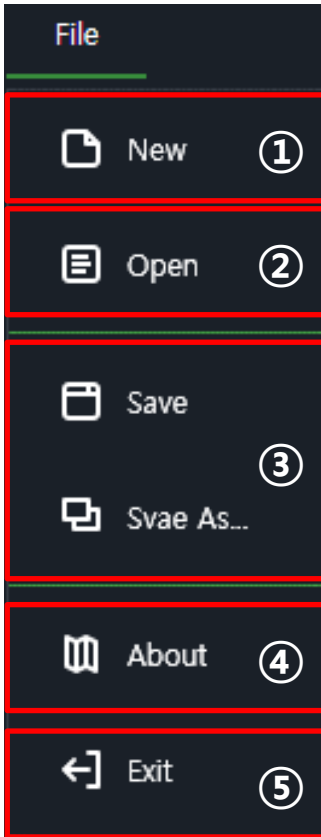 File
New ①
Open ②
Save
③
Svae As...
About ④
Exit ⑤